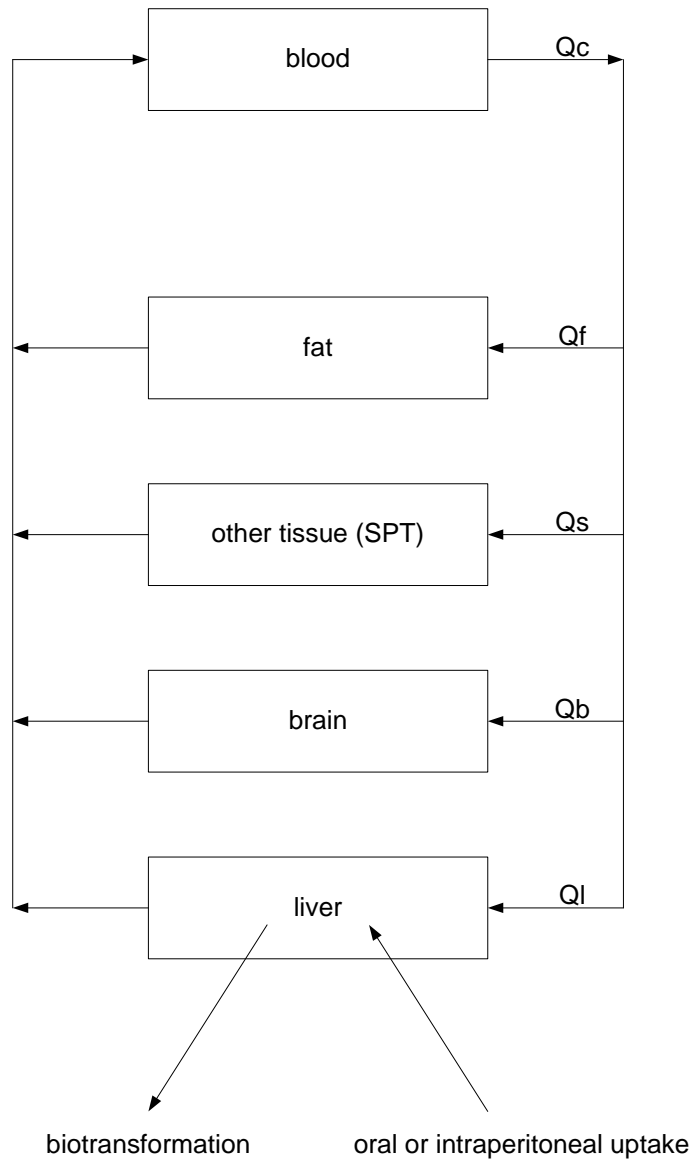 blood
Qc
fat
Qf
other tissue (SPT)
Qs
brain
Qb
liver
Ql
biotransformation
oral or intraperitoneal uptake